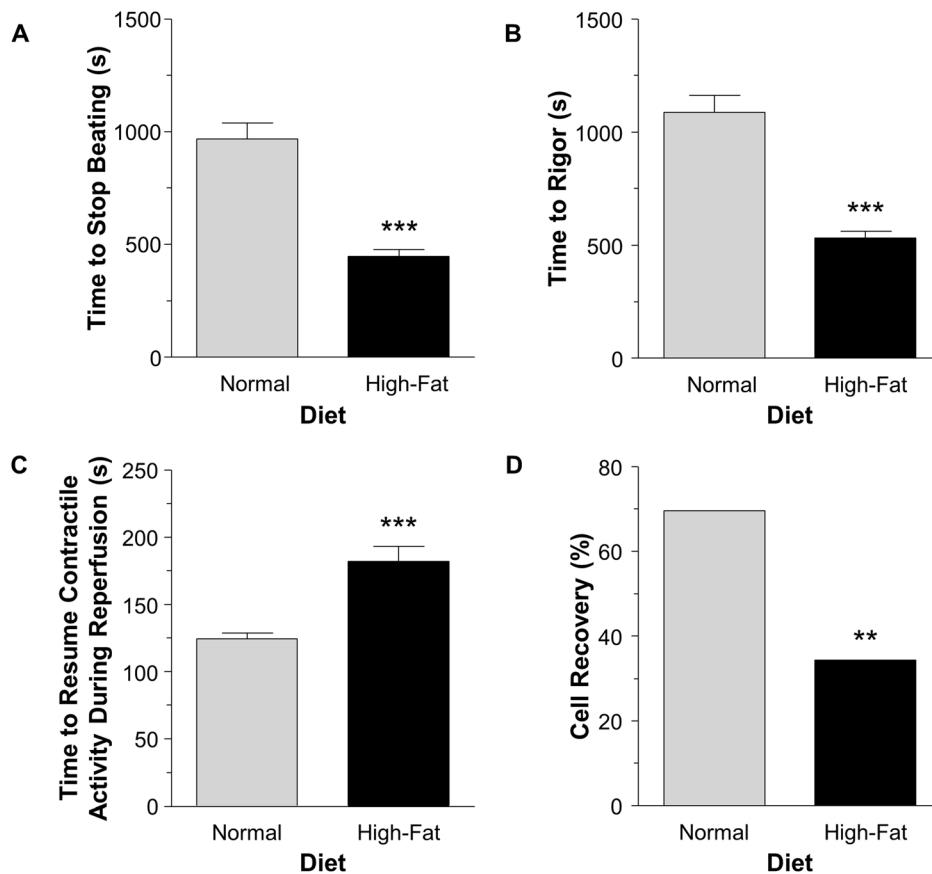 A
Time to Stop Beating (s)
1500
1000
500
0
***
Normal
High-Fat
Diet
B
Time to Rigor (s)
1500
1000
500
0
***
Normal
High-Fat
Diet
C
Time to Resume Contractile
Activity During Reperfusion (s)
250
200
150
100
50
0
***
Normal
High-Fat
Diet
D
Cell Recovery (%)
80
60
40
20
0
**
Normal
High-Fat
Diet